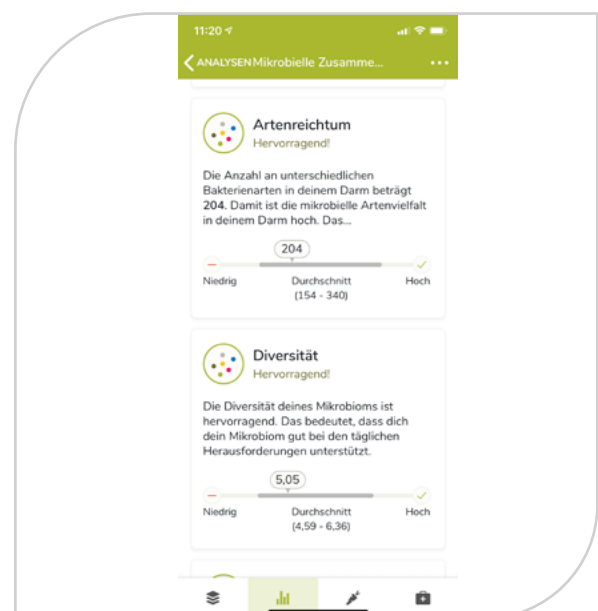 11:20
ANALYSEN Mikrobielle Zusamme...
Artenreichtum
Hervorragend!
Die Anzahl an unterschiedlichen
Bakterienarten in deinem Darm beträgt
204. Damit ist die mikrobielle Artenvielfalt
in deinem Darm hoch. Das...
204
Niedrig Durchschnitt Hoch
(154 - 340)
Diversität
Hervorragend!
Die Diversität deines Mikrobioms ist
hervorragend. Das bedeutet, dass dich
dein Mikrobiom gut bei den täglichen
Herausforderungen unterstützt.
5,05
Niedrig Durchschnitt Hoch
(4,59 - 6,36)